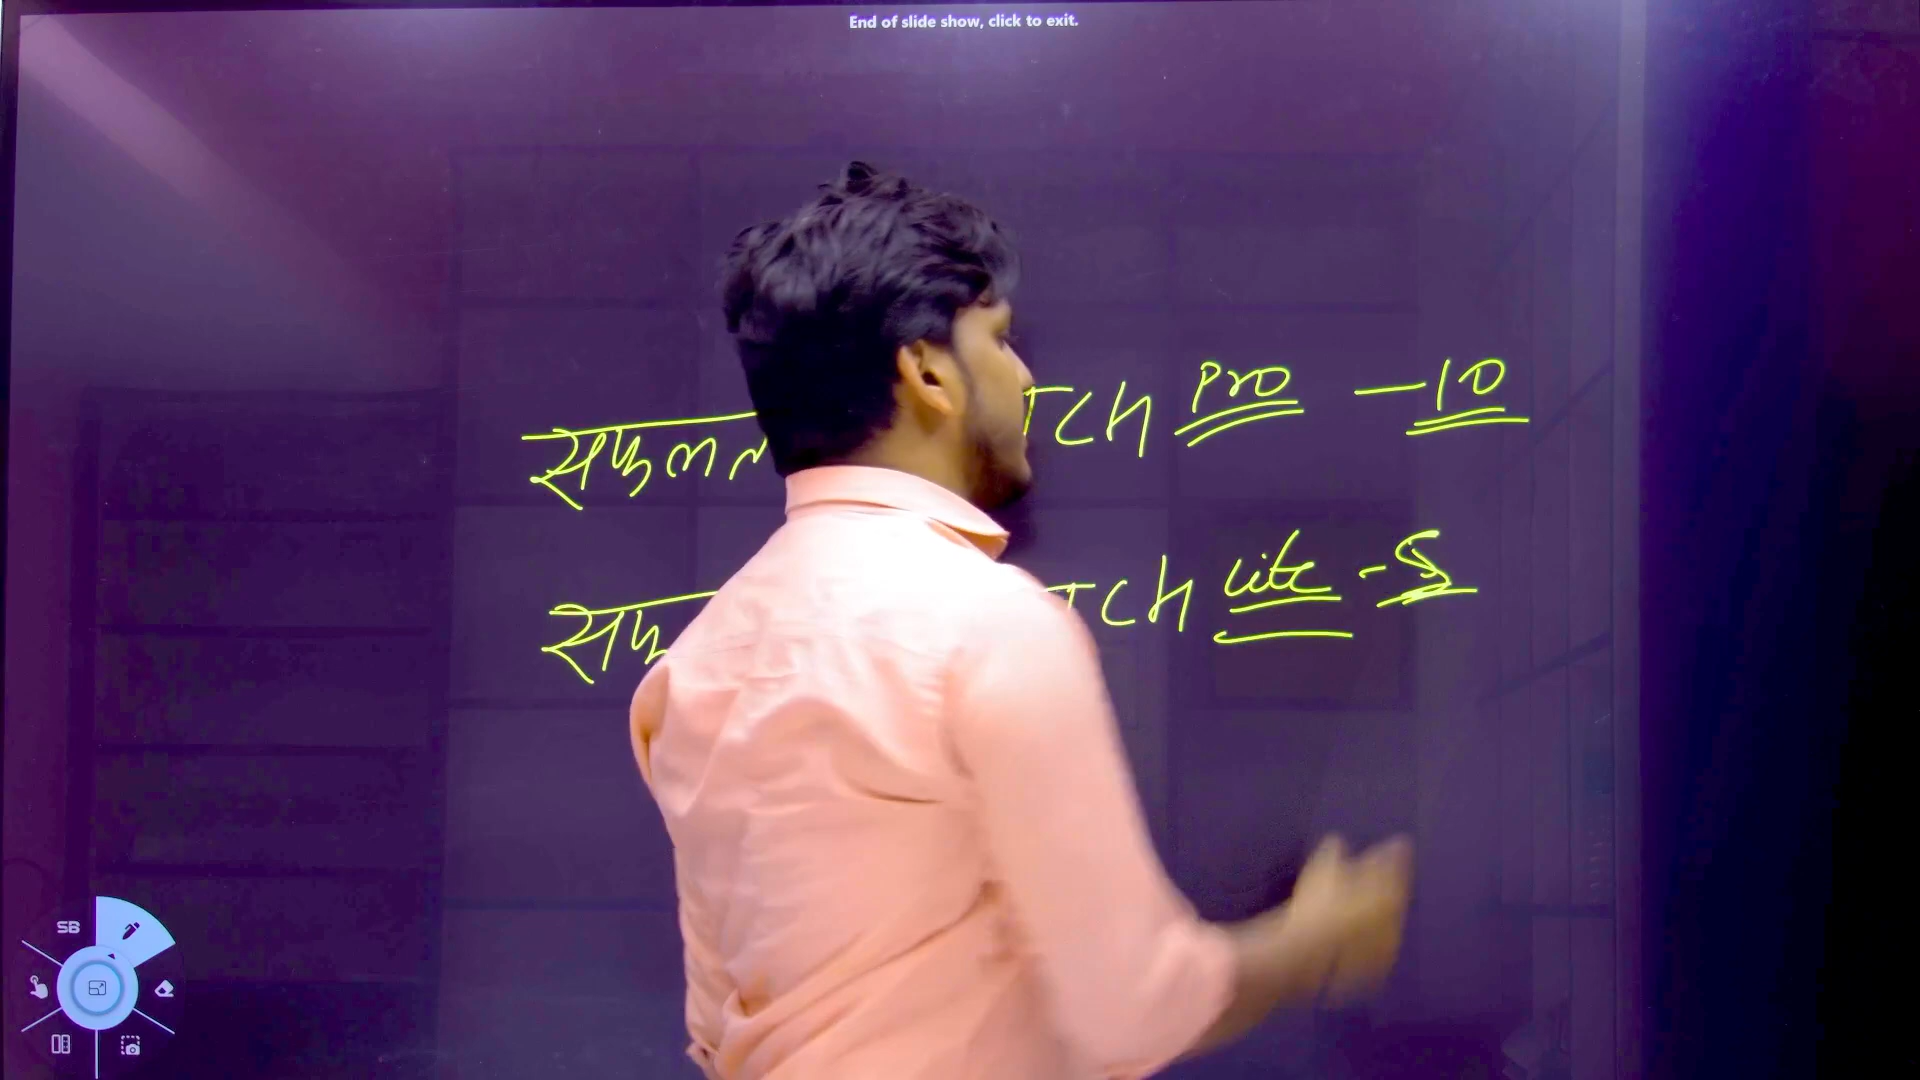 End of slide show, click to exit.
सफलत TCH Pro - 10
सफ TCH Lite - 5
SB